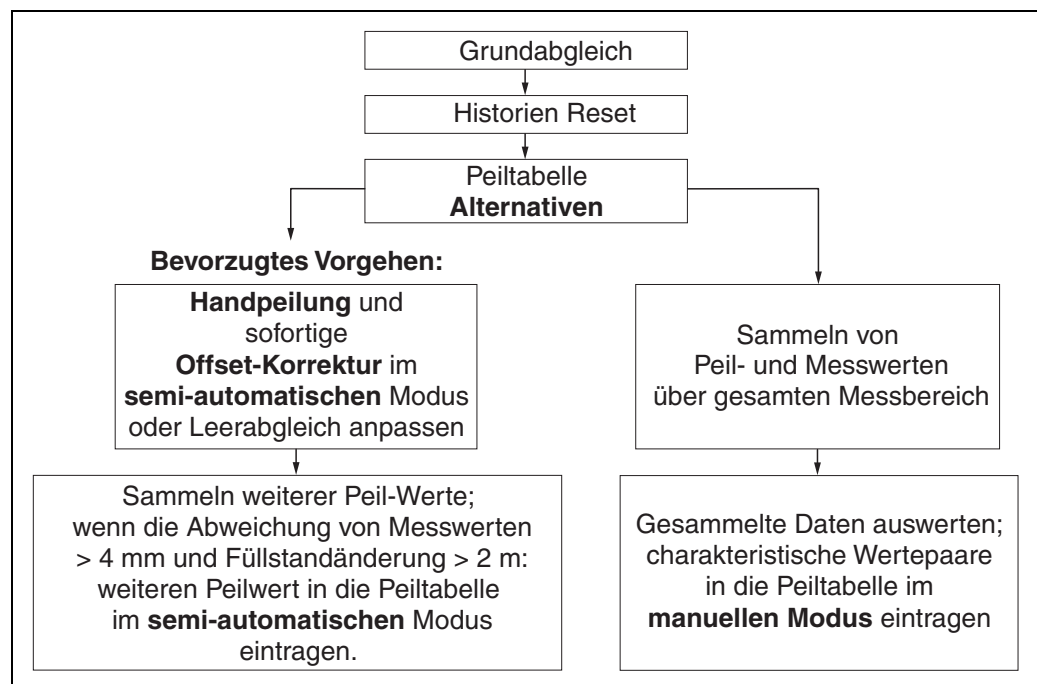 Grundabgleich
Historien Reset
Peiltabelle
Alternativen
Bevorzugtes Vorgehen:
Handpeilung und
sofortige
Offset-Korrektur im
semi-automatischen Modus
oder Leerabgleich anpassen
Sammeln weiterer Peil-Werte;
wenn die Abweichung von Messwerten
> 4 mm und Füllstandänderung > 2 m:
weiteren Peilwert in die Peiltabelle
im semi-automatischen Modus
eintragen.
Sammeln von
Peil- und Messwerten
über gesamten Messbereich
Gesammelte Daten auswerten;
charakteristische Wertepaare
in die Peiltabelle im
manuellen Modus eintragen